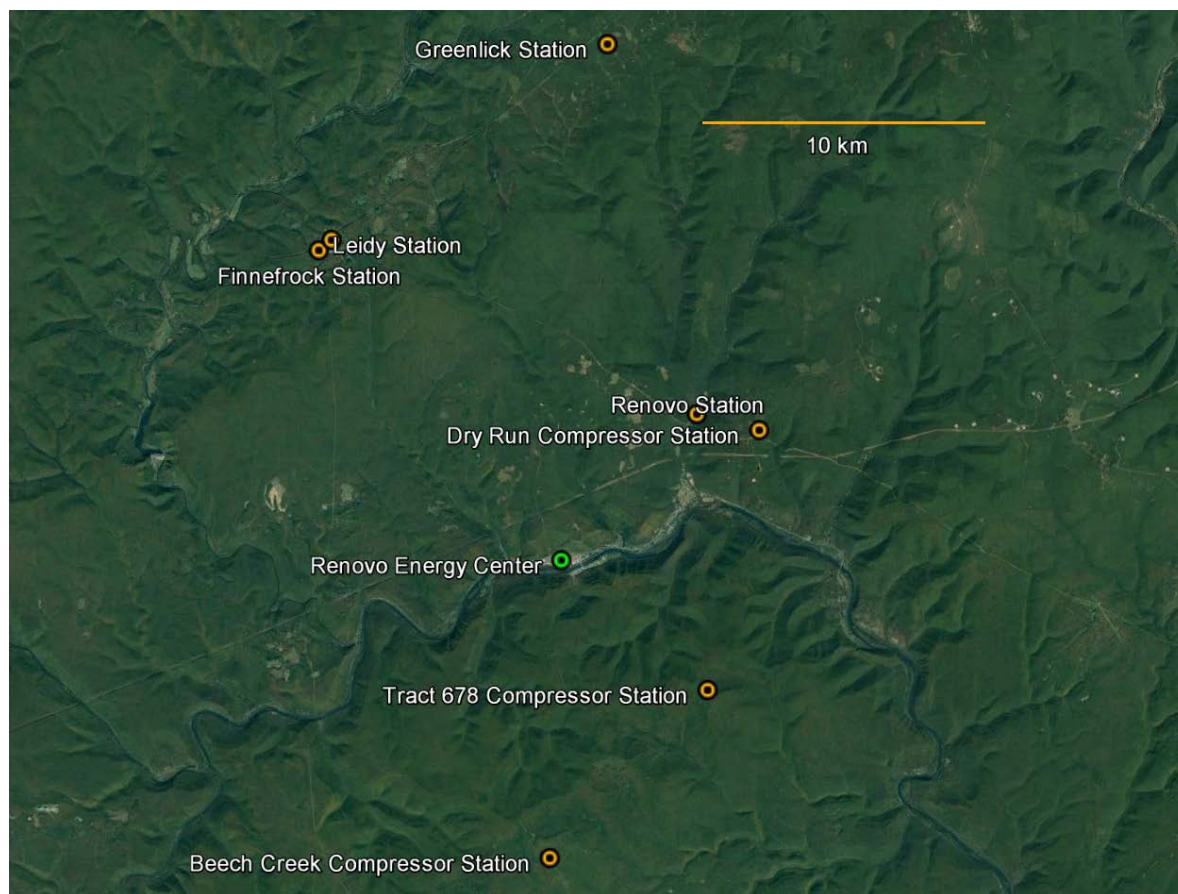 Greenlick Station
10 km
Leidy Station
Finnefrock Station
Renovo Station
Dry Run Compressor Station
Renovo Energy Center
Tract 678 Compressor Station
Beech Creek Compressor Station